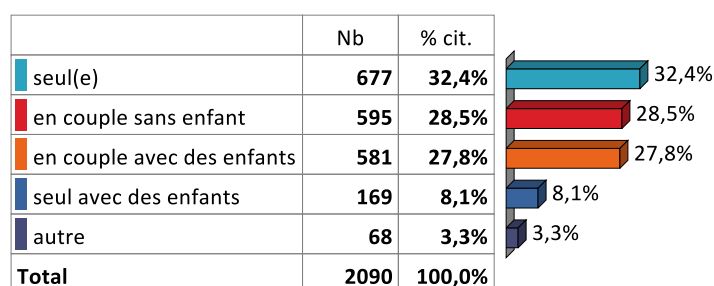 Nb % cit.
seul(e) 677 32,4% 32,4%
en couple sans enfant 595 28,5% 28,5%
en couple avec des enfants 581 27,8% 27,8%
seul avec des enfants 169 8,1% 8,1%
autre 68 3,3% 3,3%
Total 2090 100,0%